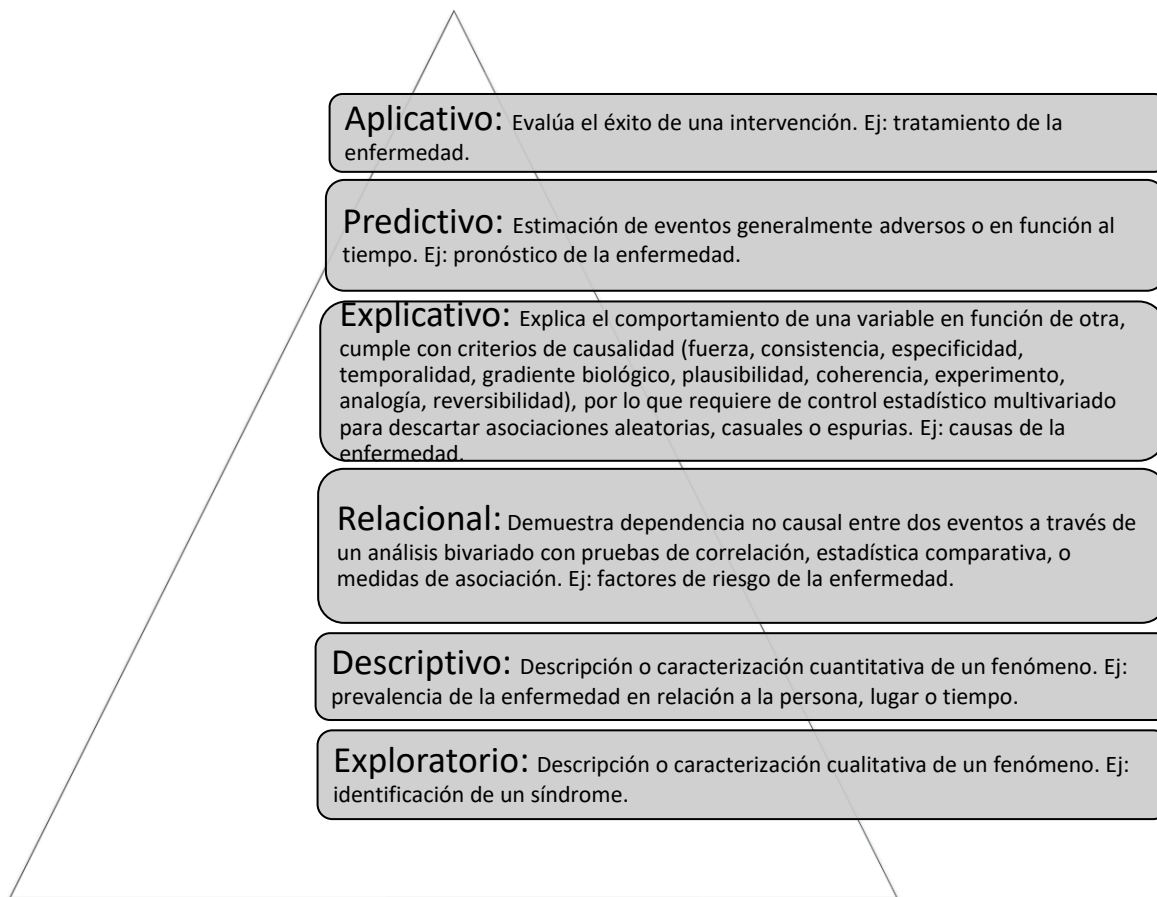 Aplicativo: Evalúa el éxito de una intervención. Ej: tratamiento de la
enfermedad.
Predictivo: Estimación de eventos generalmente adversos o en función al
tiempo. Ej: pronóstico de la enfermedad.
Explicativo: Explica el comportamiento de una variable en función de otra,
cumple con criterios de causalidad (fuerza, consistencia, especificidad,
temporalidad, gradiente biológico, plausibilidad, coherencia, experimento,
analogía, reversibilidad), por lo que requiere de control estadístico multivariado
para descartar asociaciones aleatorias, casuales o espurias. Ej: causas de la
enfermedad.
Relacional: Demuestra dependencia no causal entre dos eventos a través de
un análisis bivariado con pruebas de correlación, estadística comparativa, o
medidas de asociación. Ej: factores de riesgo de la enfermedad.
Descriptivo: Descripción o caracterización cuantitativa de un fenómeno. Ej:
prevalencia de la enfermedad en relación a la persona, lugar o tiempo.
Exploratorio: Descripción o caracterización cualitativa de un fenómeno. Ej:
identificación de un síndrome.